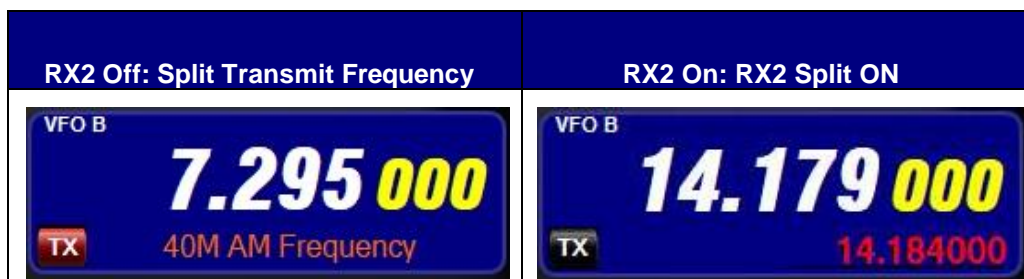 RX2 Off: Split Transmit Frequency
RX2 On: RX2 Split ON
VFO B
7.295 000
TX 40M AM Frequency
VFO B
14.179 000
TX 14.184000